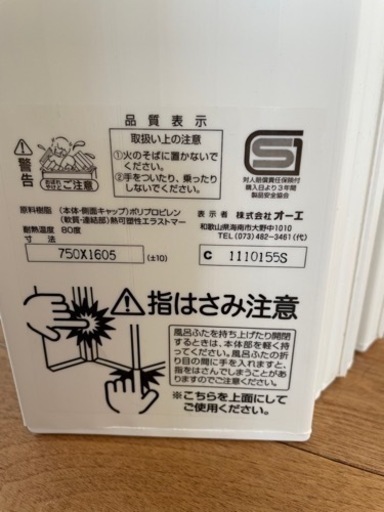 品質表示
警告
おぼれ
やけど ご注意
取扱い上の注意
①火のそばに置かないで
ください。
②手をついたり、乗ったり
しないでください。
対人賠償責任保険付
購入日より3年間
製品安全協会
原料樹脂 (本体・側面キャップ)ポリプロピレン
(軟質・連結部)熱可塑性エラストマー
耐熱温度 80度
寸法
750X1605 (±10)
表示者 株式会社 オーエ
和歌山県海南市大野中1010
TEL (073) 482-3461(代)
C 1110155S
指はさみ注意
風呂ふたを持ち上げたり開閉
するときは、本体部を軽く持
ってください。風呂ふたの折
り目の間に手を入れますと、
指をはさんでしまうことがあ
りますので注意してください。
※こちらを上面にして
ご使用ください。